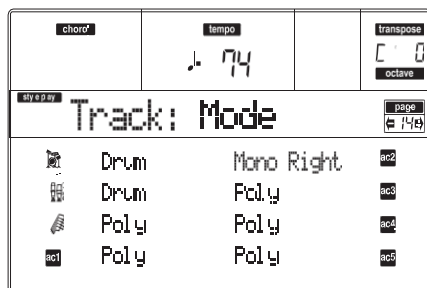 chord tempo transpose
♩. 74 C 0
octave
style play Track: Mode page
14
Drum Mono Right ac2
Drum Poly ac3
Poly Poly ac4
ac1 Poly Poly ac5